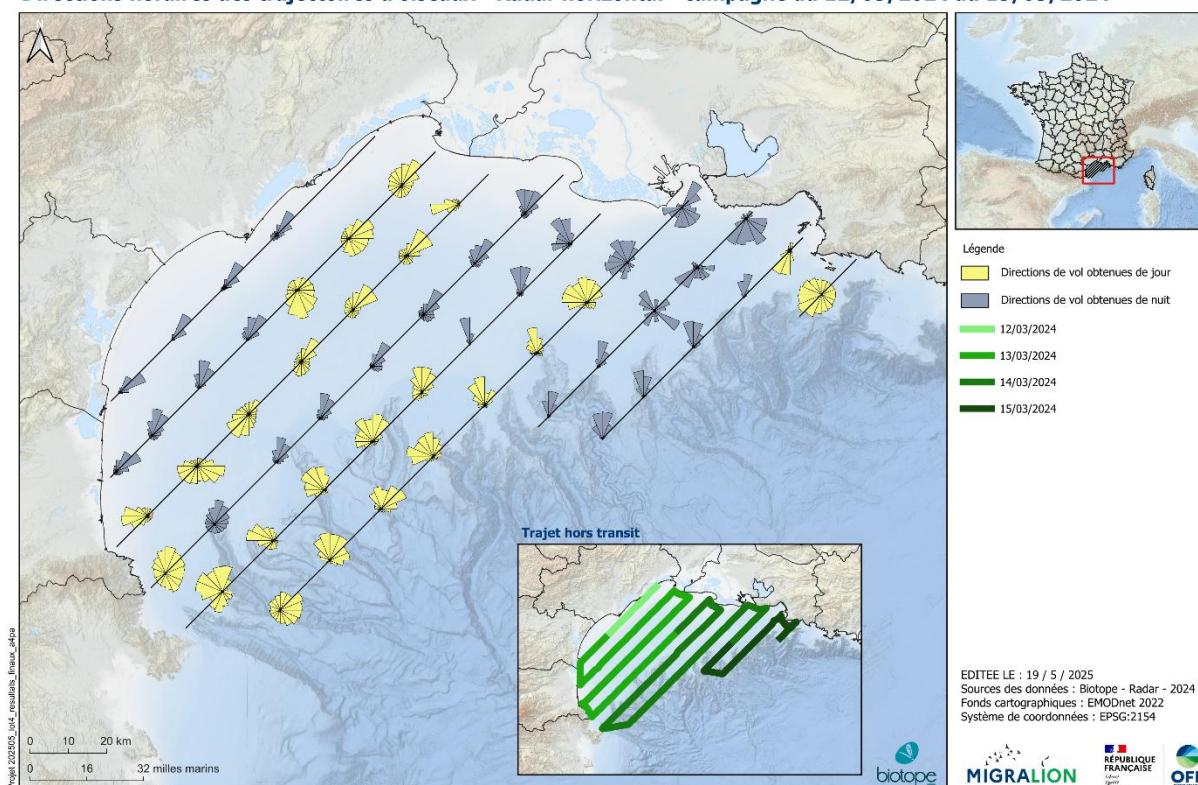 Légende
Directions de vol obtenues de jour
Directions de vol obtenues de nuit
12/03/2024
13/03/2024
14/03/2024
15/03/2024
Trajet hors transit
EDITEE LE : 19 / 5 / 2025
Sources des données : Biotope - Radar - 2024
Fonds cartographiques : EMODnet 2022
Système de coordonnées : EPSG:2154
0 10 20 km
0 16 32 milles marins
Projet 202505_lot4_resultats_finaux_a4pa
biotope
MIGRALION
RÉPUBLIQUE
FRANÇAISE